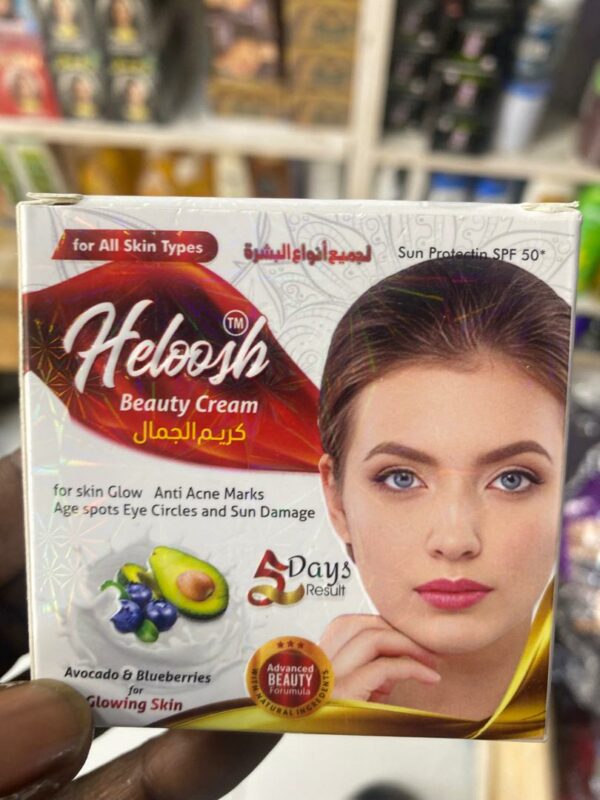 for All Skin Types
لجميع أنواع البشرة
Sun Protectin SPF 50*
Heloosh TM
Beauty Cream
كريم الجمال
for skin Glow Anti Acne Marks
Age spots Eye Circles and Sun Damage
5 Days
Result
Advanced
BEAUTY
Forumula
WITH NATURAL INGREDENTS
Avocado & Blueberries
for
Glowing Skin